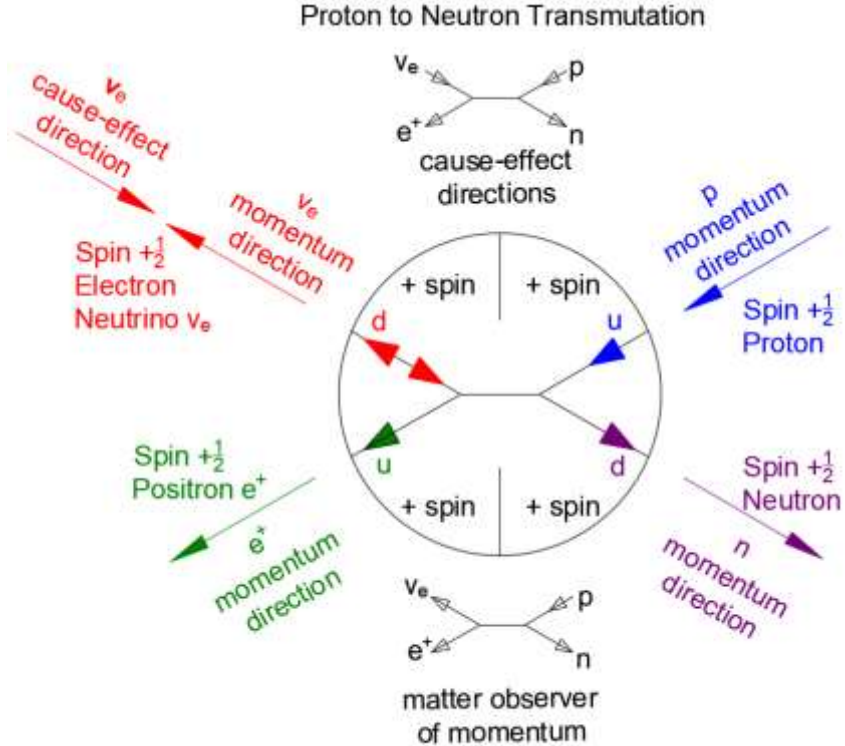 Proton to Neutron Transmutation
νe
p
e+
n
cause-effect
directions
νe
cause-effect
direction
νe
momentum
direction
Spin +½
Electron
Neutrino νe
p
momentum
direction
Spin +½
Proton
+ spin
+ spin
d
u
u
d
+ spin
+ spin
Spin +½
Positron e+
e+
momentum
direction
Spin +½
Neutron
n
momentum
direction
νe
p
e+
n
matter observer
of momentum